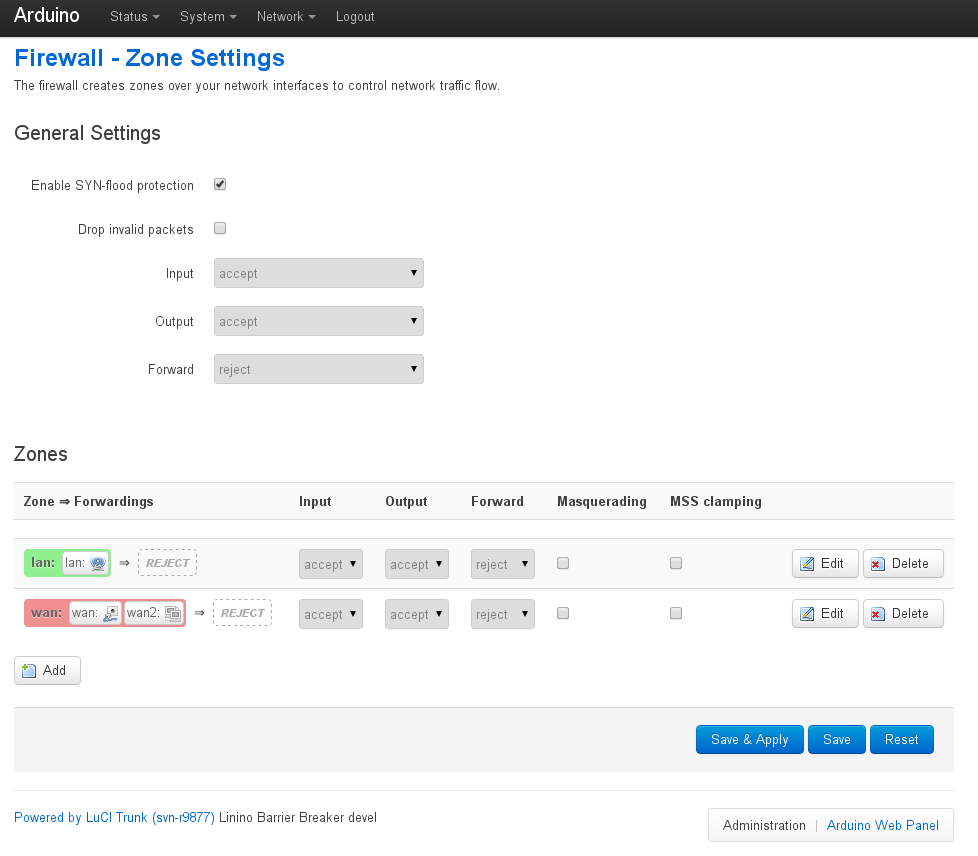 Arduino Status System Network Logout
Firewall - Zone Settings
The firewall creates zones over your network interfaces to control network traffic flow.
General Settings
Enable SYN-flood protection
Drop invalid packets
Input accept
Output accept
Forward reject
Zones
Zone ⇒ Forwardings Input Output Forward Masquerading MSS clamping
lan: lan: ⇒ REJECT accept accept reject Edit Delete
wan: wan: wan2: ⇒ REJECT accept accept reject Edit Delete
Add
Save & Apply Save Reset
Powered by LuCI Trunk (svn-r9877) Linino Barrier Breaker devel
Administration | Arduino Web Panel